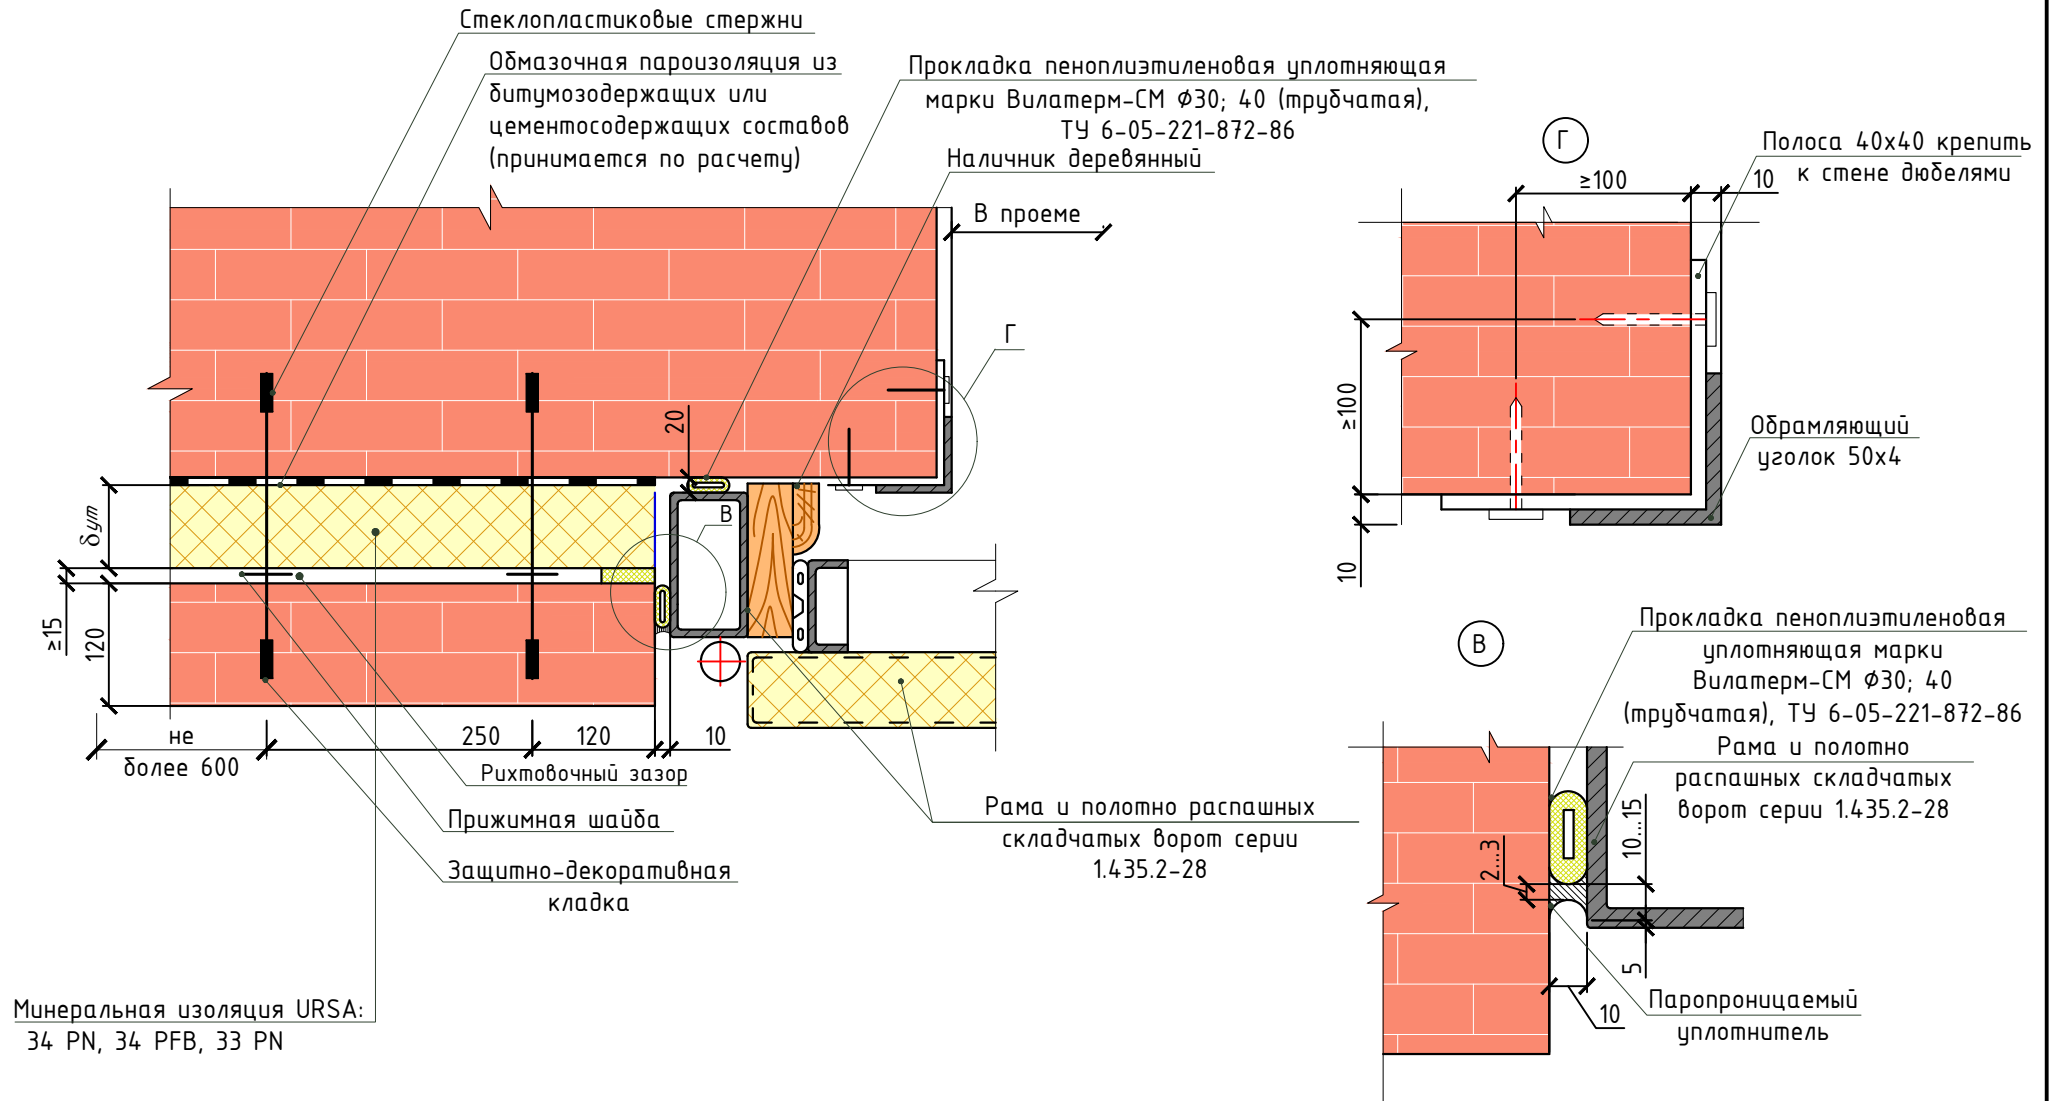 Стеклопластиковые стержни
Обмазочная пароизоляция из
битумозодержащих или
цементосодержащих составов
(принимается по расчету)
Прокладка пеноплиэтиленовая уплотняющая
марки Вилатерм-СМ Ф30; 40 (трубчатая),
ТУ 6-05-221-872-86
Наличник деревянный
В проеме
Г
20
В
δут
≥15
120
не
более 600
250
120
10
Рихтовочный зазор
Прижимная шайба
Защитно-декоративная
кладка
Рама и полотно распашных
складчатых ворот серии
1.435.2-28
Минеральная изоляция URSA:
34 PN, 34 PFB, 33 PN
Г
Полоса 40х40 крепить
к стене дюбелями
≥100
10
≥100
10
Обрамляющий
уголок 50х4
В
Прокладка пеноплиэтиленовая
уплотняющая марки
Вилатерм-СМ Ф30; 40
(трубчатая), ТУ 6-05-221-872-86
Рама и полотно
распашных складчатых
ворот серии 1.435.2-28
2...3
10...15
5
10
Паропроницаемый
уплотнитель